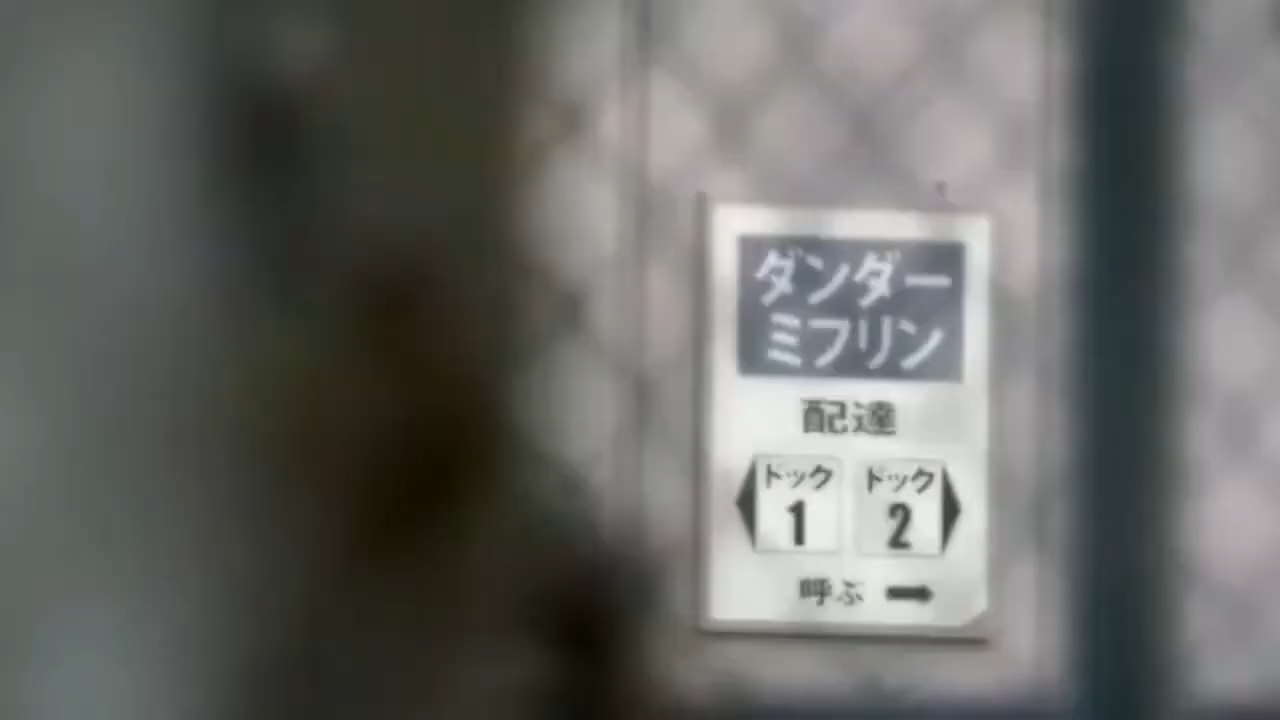 ダンダー
ミフリン
配達
ドック ドック
1 2
呼ぶ